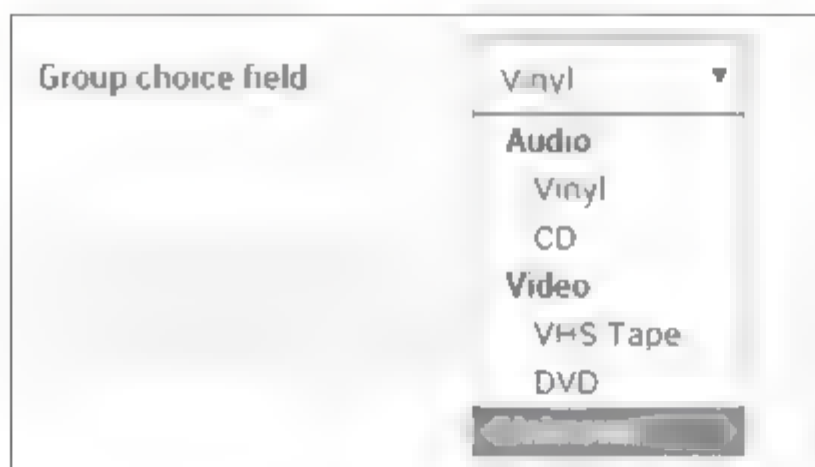 Group choice field
Vinyl
Audio
Vinyl
CD
Video
VHS Tape
DVD